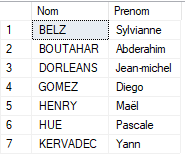 Nom Prenom
1 BELZ Sylvianne
2 BOUTAHAR Abderahim
3 DORLEANS Jean-michel
4 GOMEZ Diego
5 HENRY Maël
6 HUE Pascale
7 KERVADEC Yann